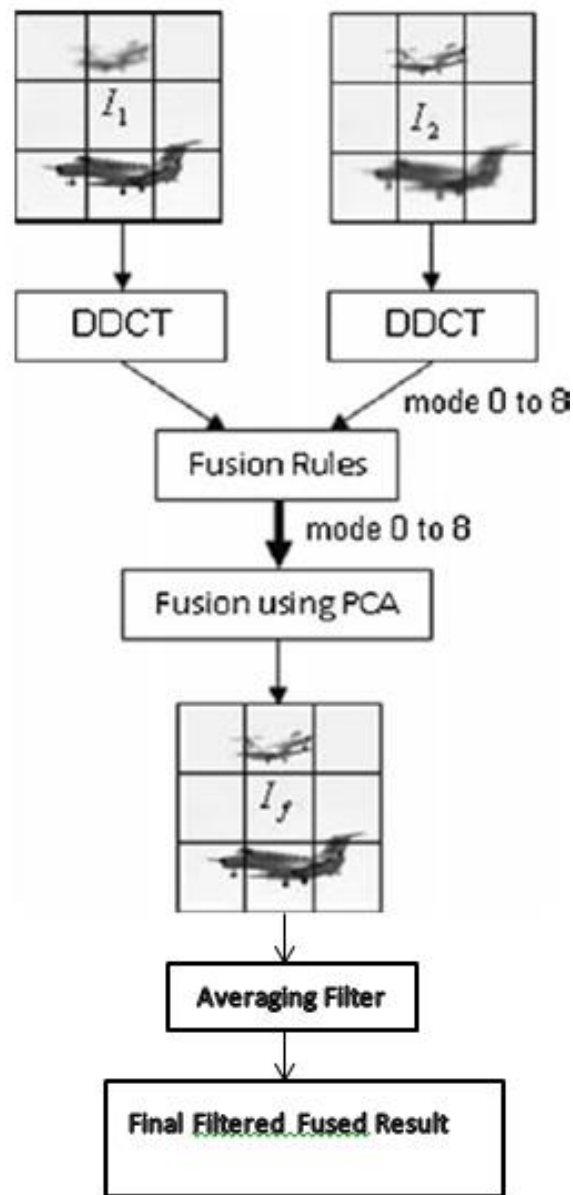 I₁
I₂
DDCT
DDCT
mode 0 to 8
Fusion Rules
mode 0 to 8
Fusion using PCA
I f
Averaging Filter
Final Filtered Fused Result